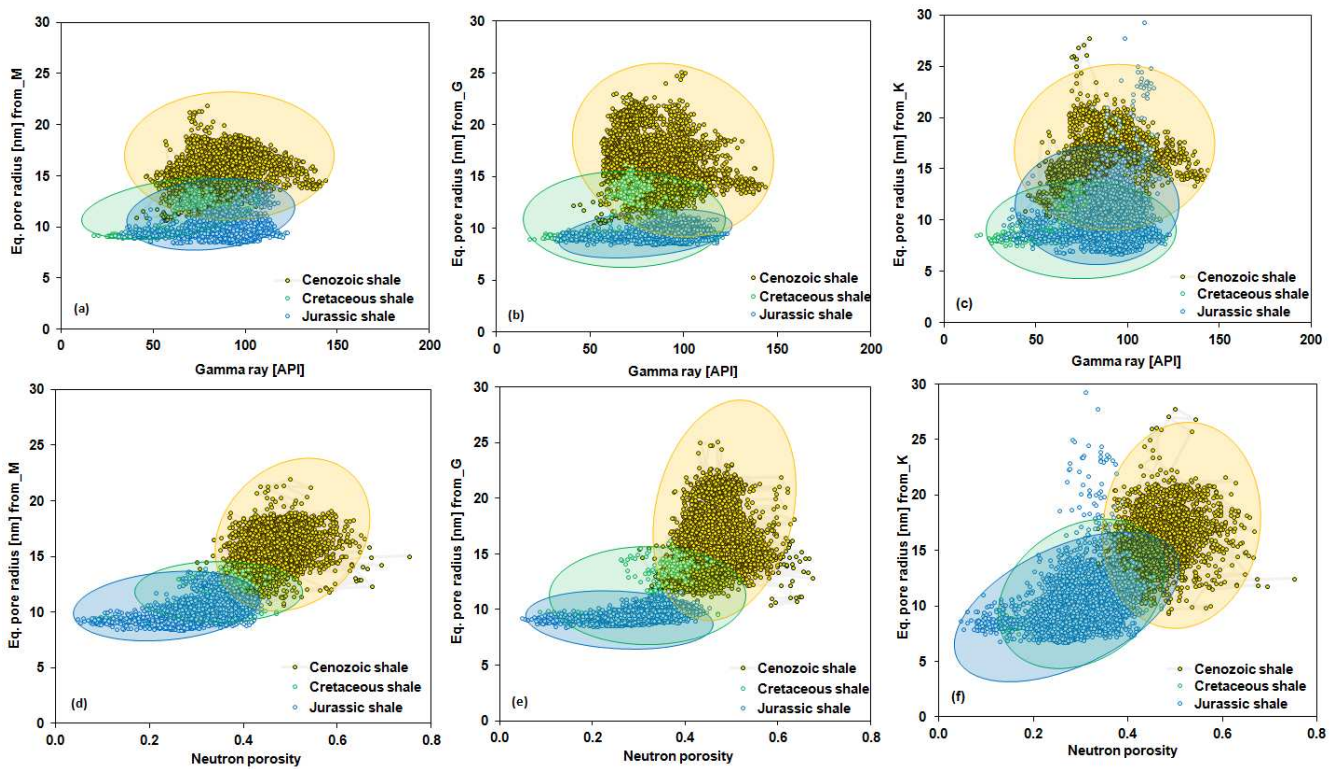 30
25
20
15
10
5
0
Eq. pore radius [nm] from_M
0
50
100
150
200
Gamma ray [API]
(a)
Cenozoic shale
Cretaceous shale
Jurassic shale
30
25
20
15
10
5
0
Eq. pore radius [nm] from_G
0
50
100
150
200
Gamma ray [API]
(b)
Cenozoic shale
Cretaceous shale
Jurassic shale
30
25
20
15
10
5
0
Eq. pore radius [nm] from_K
0
50
100
150
200
Gamma ray [API]
(c)
Cenozoic shale
Cretaceous shale
Jurassic shale
30
25
20
15
10
5
0
Eq. pore radius [nm] from_M
0.0
0.2
0.4
0.6
0.8
Neutron porosity
(d)
Cenozoic shale
Cretaceous shale
Jurassic shale
30
25
20
15
10
5
0
Eq. pore radius [nm] from_G
0.0
0.2
0.4
0.6
0.8
Neutron porosity
(e)
Cenozoic shale
Cretaceous shale
Jurassic shale
30
25
20
15
10
5
0
Eq. pore radius [nm] from_K
0.0
0.2
0.4
0.6
0.8
Neutron porosity
(f)
Cenozoic shale
Cretaceous shale
Jurassic shale